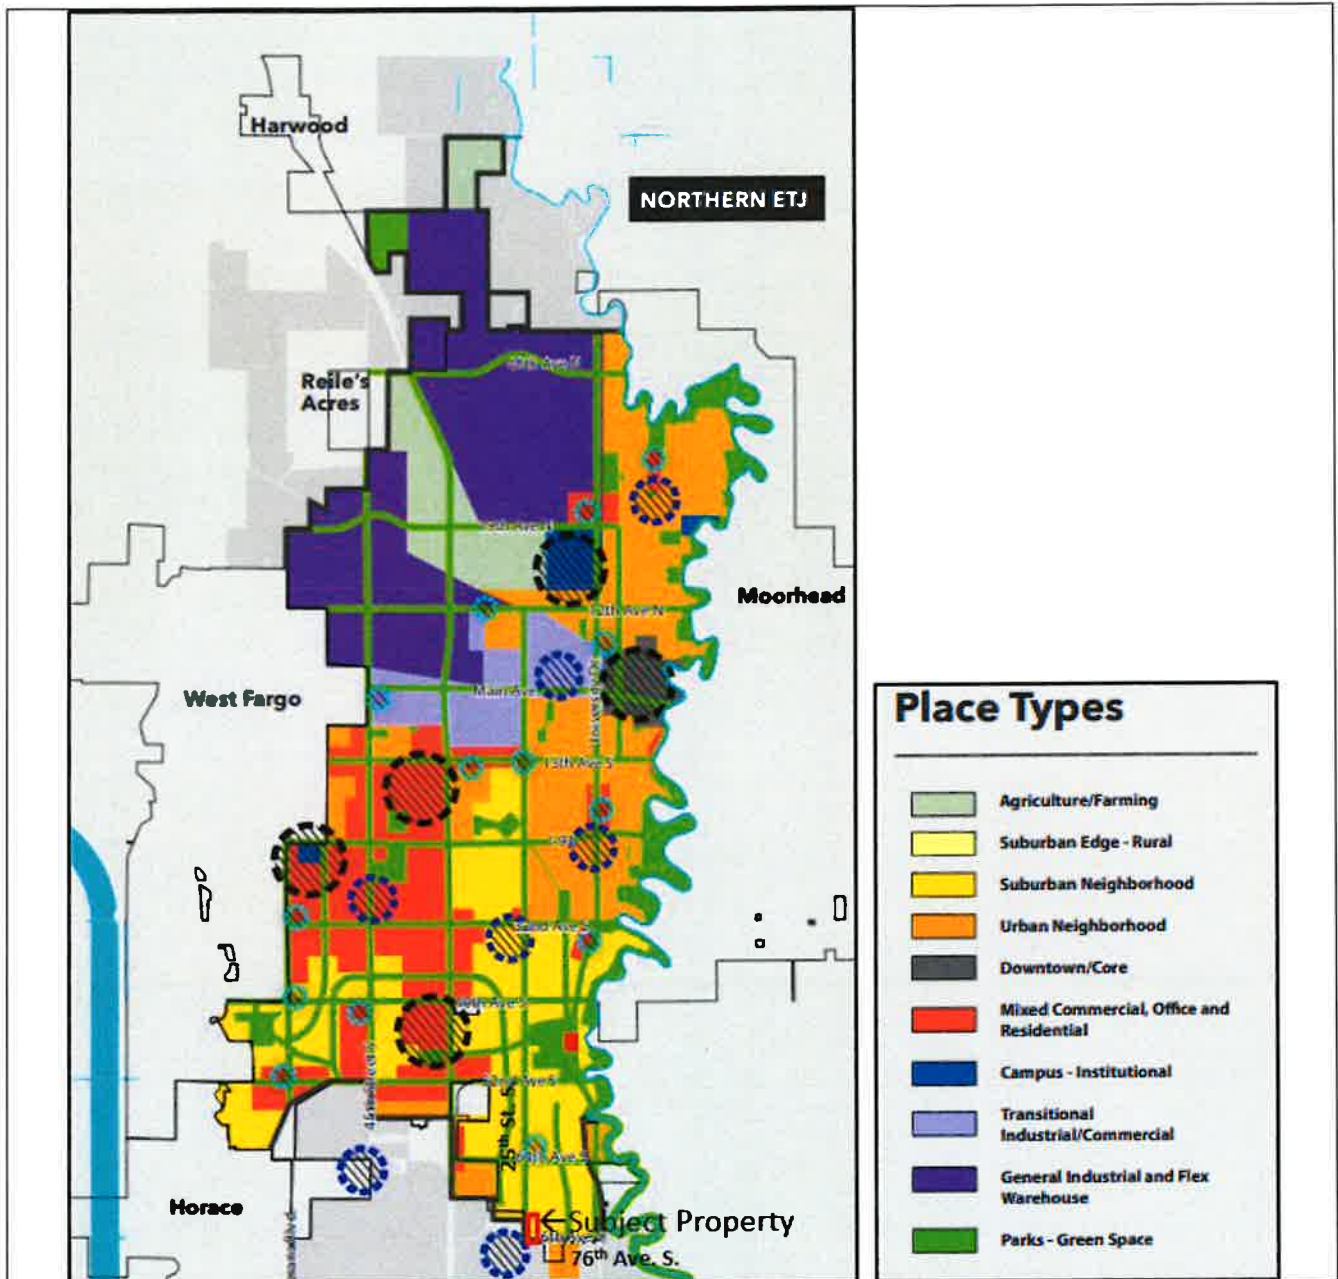 Harwood
NORTHERN ETJ
Reile's
Acres
12th Ave N
Moorhead
West Fargo
Main Ave
13th Ave S
25th St. S.
Horace
←Subject Property
76th Ave. S.
Place Types
Agriculture/Farming
Suburban Edge - Rural
Suburban Neighborhood
Urban Neighborhood
Downtown/Core
Mixed Commercial, Office and
Residential
Campus - Institutional
Transitional
Industrial/Commercial
General Industrial and Flex
Warehouse
Parks - Green Space